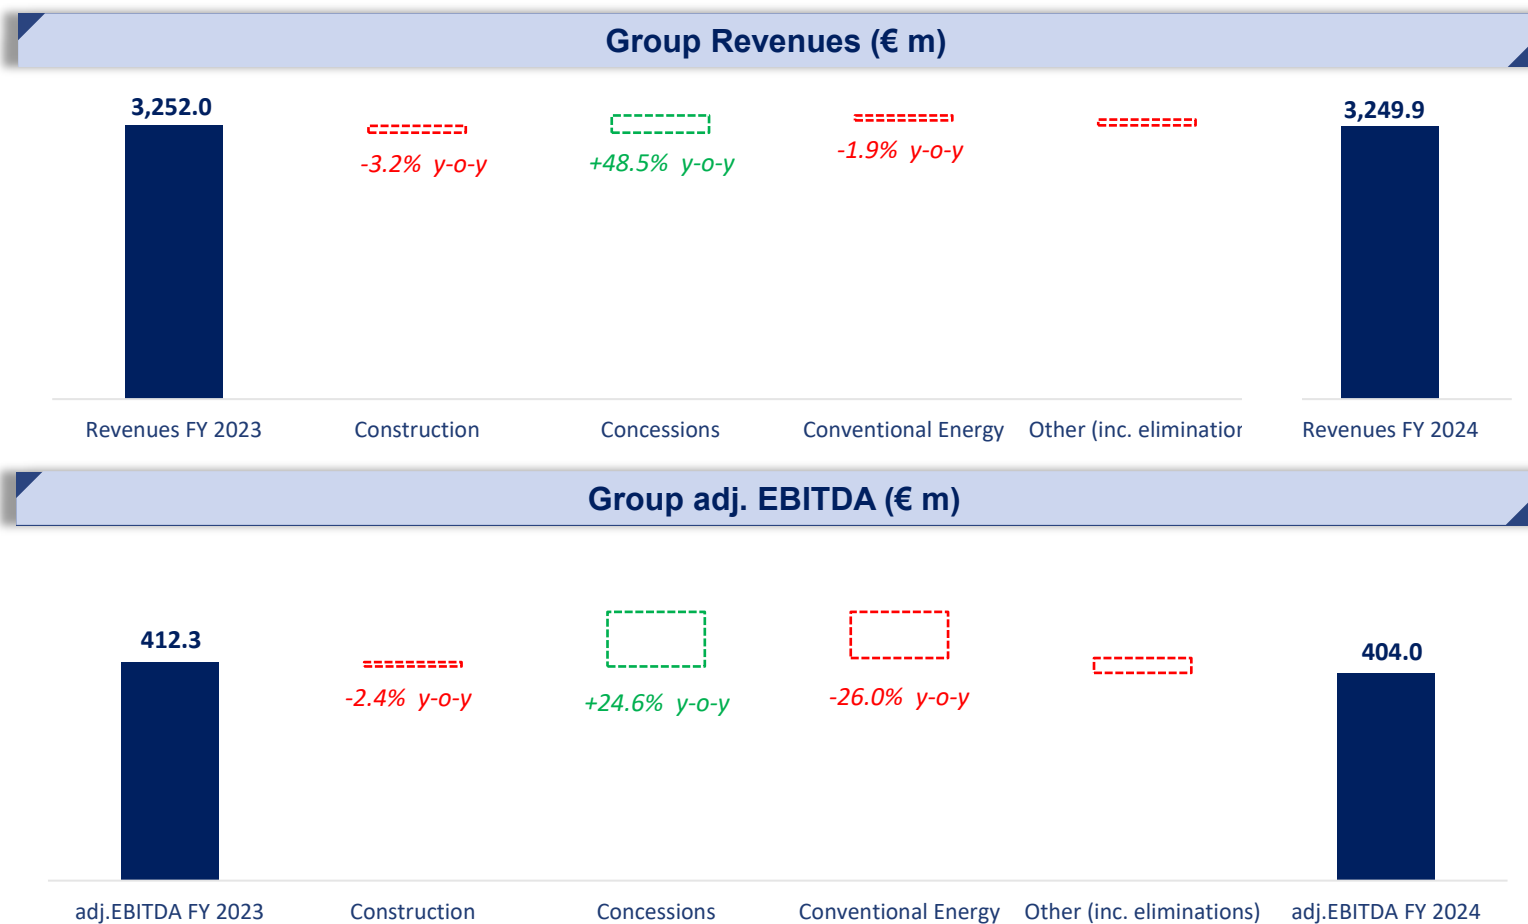 Group Revenues (€ m)
3,252.0
-3.2% y-o-y
+48.5% y-o-y
-1.9% y-o-y
3,249.9
Revenues FY 2023
Construction
Concessions
Conventional Energy
Other (inc. elimination
Revenues FY 2024
Group adj. EBITDA (€ m)
412.3
-2.4% y-o-y
+24.6% y-o-y
-26.0% y-o-y
404.0
adj.EBITDA FY 2023
Construction
Concessions
Conventional Energy
Other (inc. eliminations)
adj.EBITDA FY 2024